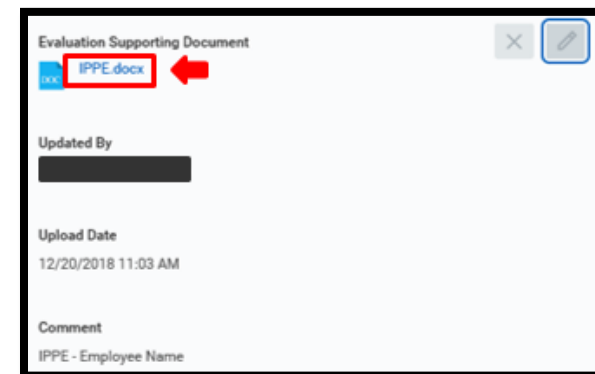 Evaluation Supporting Document
DOC
IPPE.docx
Updated By
Upload Date
12/20/2018 11:03 AM
Comment
IPPE - Employee Name